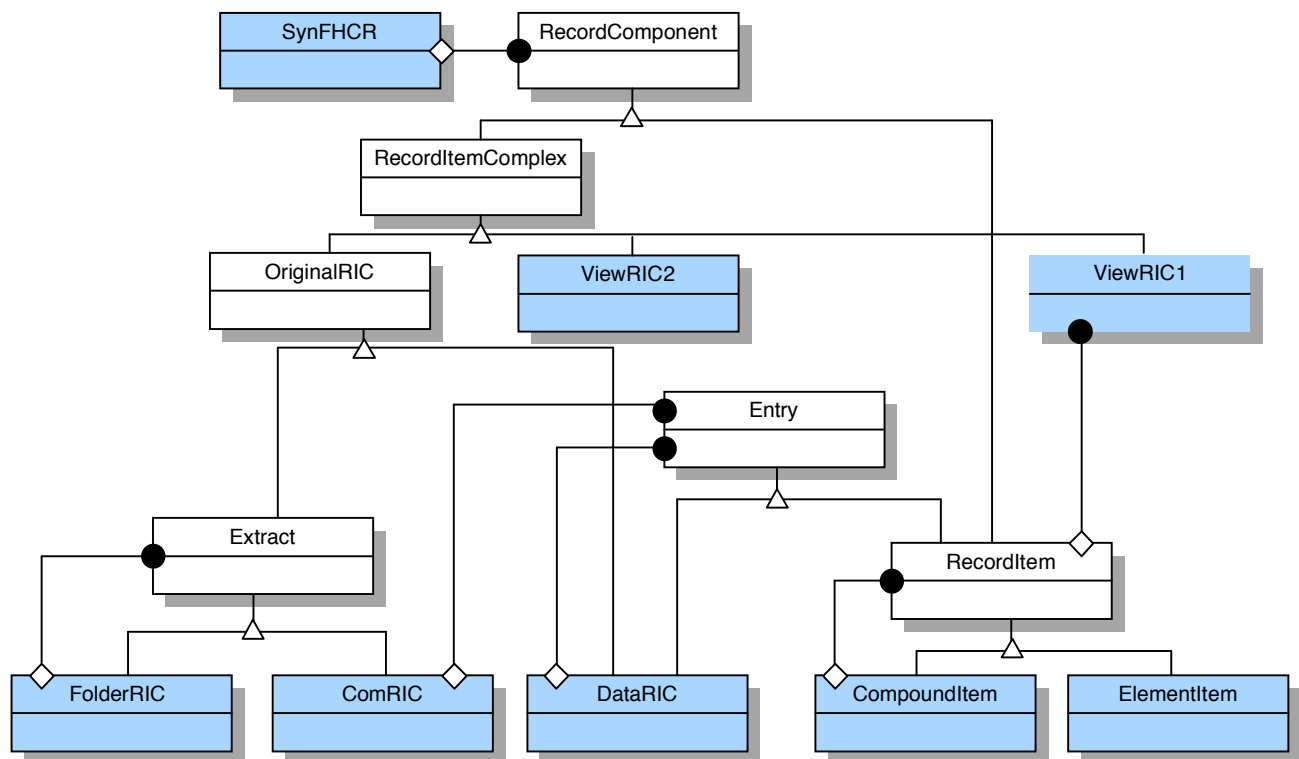 SynFHCR
RecordComponent
RecordItemComplex
OriginalRIC
ViewRIC2
ViewRIC1
Entry
Extract
RecordItem
FolderRIC
ComRIC
DataRIC
CompoundItem
ElementItem